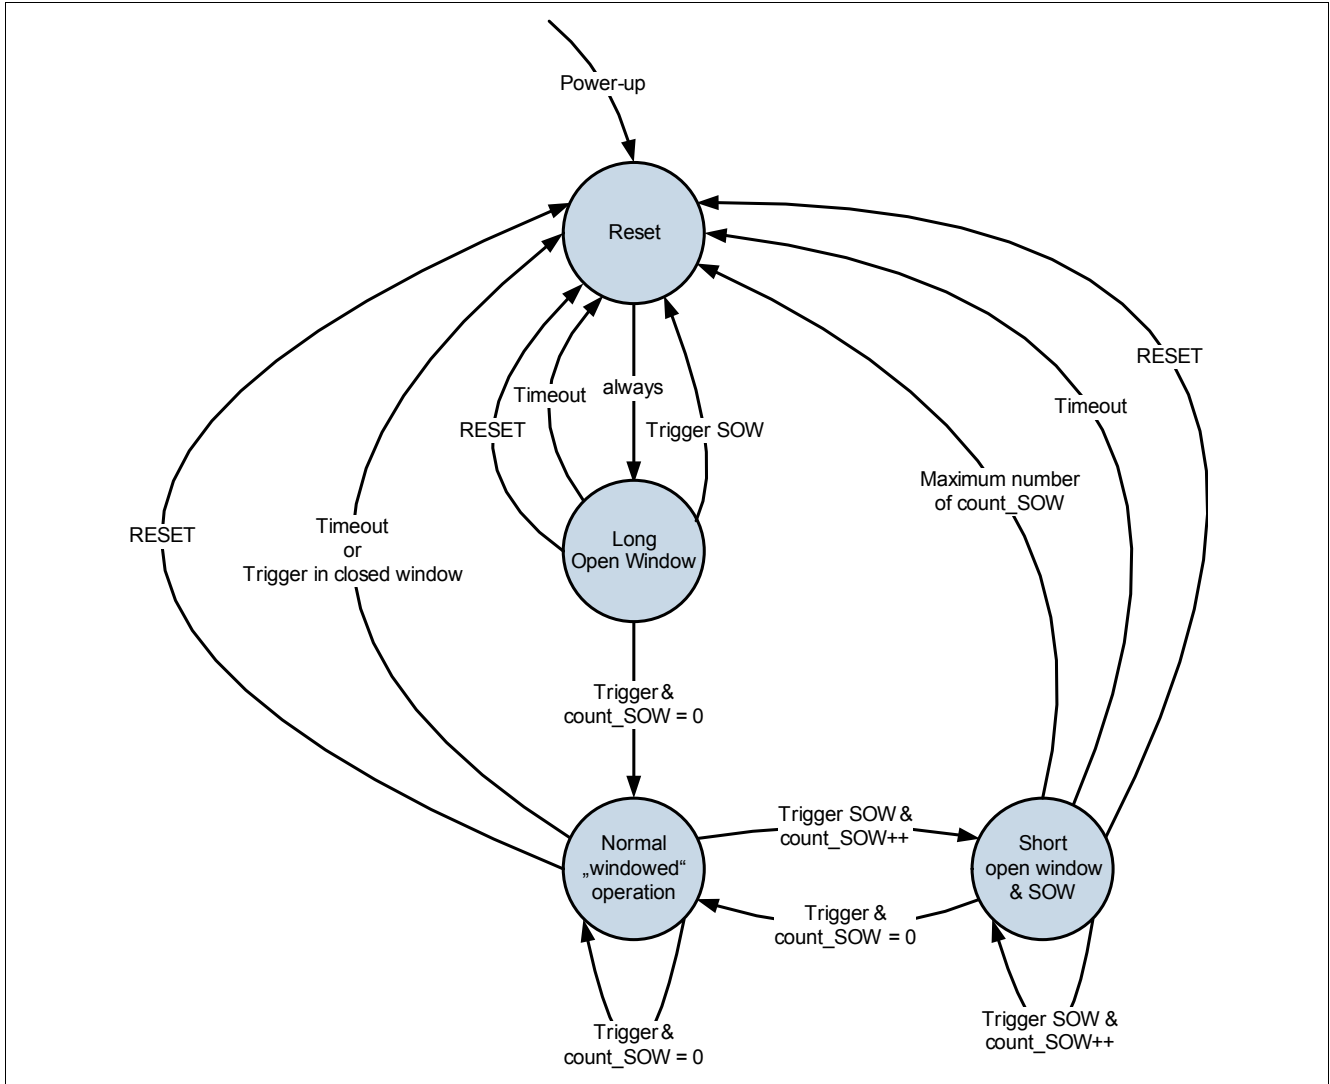 Power-up
Reset
RESET
Timeout
always
Timeout
RESET
Trigger SOW
Maximum number
of count_SOW
RESET
Timeout
or
Trigger in closed window
Long
Open Window
Trigger &
count_SOW = 0
Normal
„windowed“
operation
Trigger SOW &
count_SOW++
Short
open window
& SOW
Trigger &
count_SOW = 0
Trigger &
count_SOW = 0
Trigger SOW &
count_SOW++